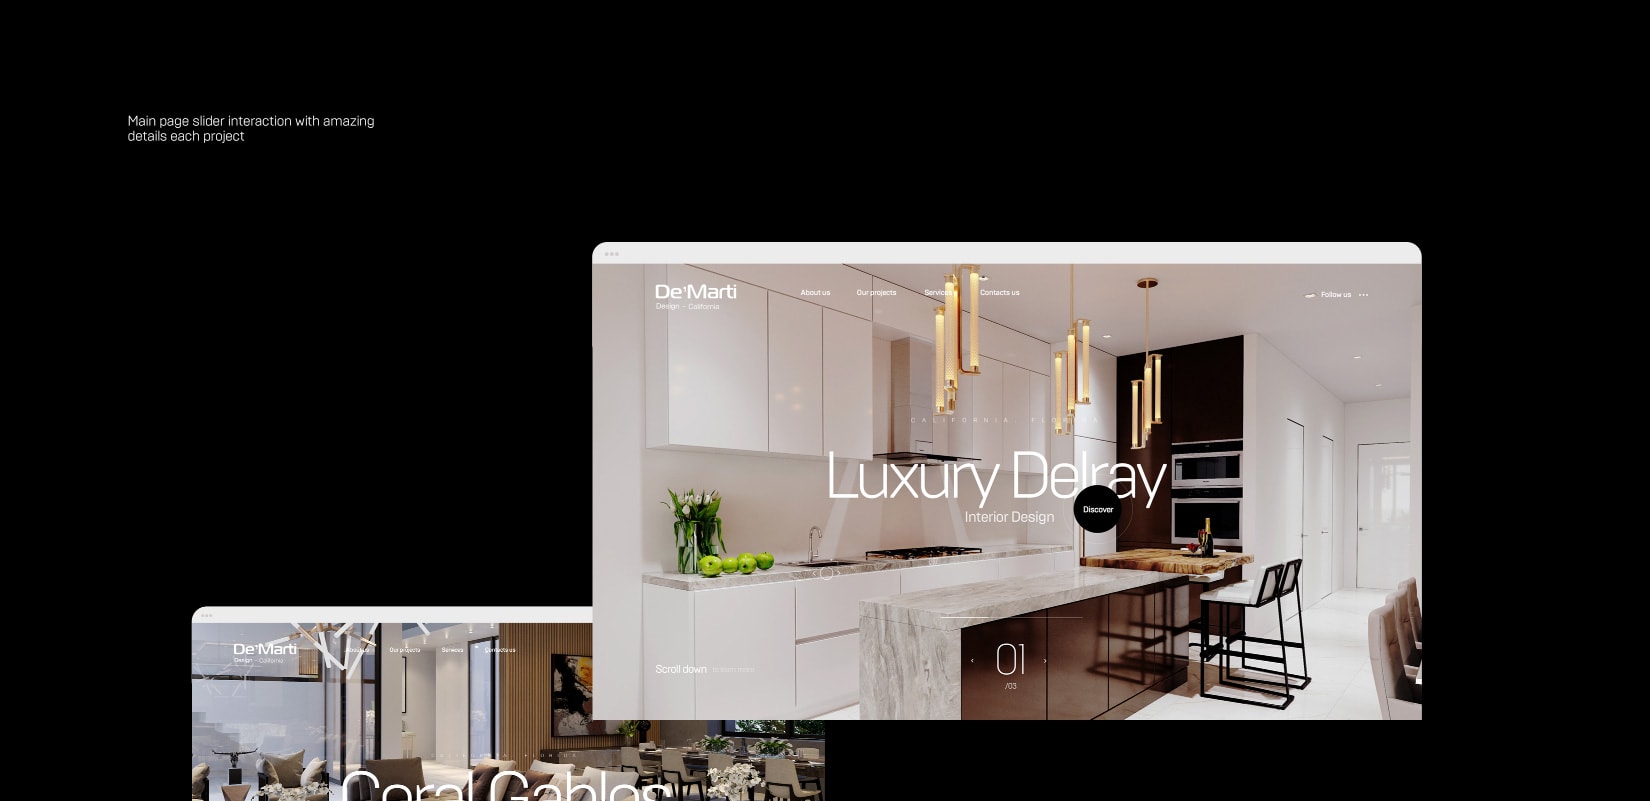 Main page slider interaction with amazing
details each project
De'Marti
Design – California
About us
Our projects
Services
Contacts us
Follow us
CALIFORNIA, FLORIDA
Luxury Delray
Interior Design
Discover
Scroll down
01
/03
De'Marti
Design – California
About us
Our projects
Services
Contacts us
CALIFORNIA, FLORIDA
Coral Gables